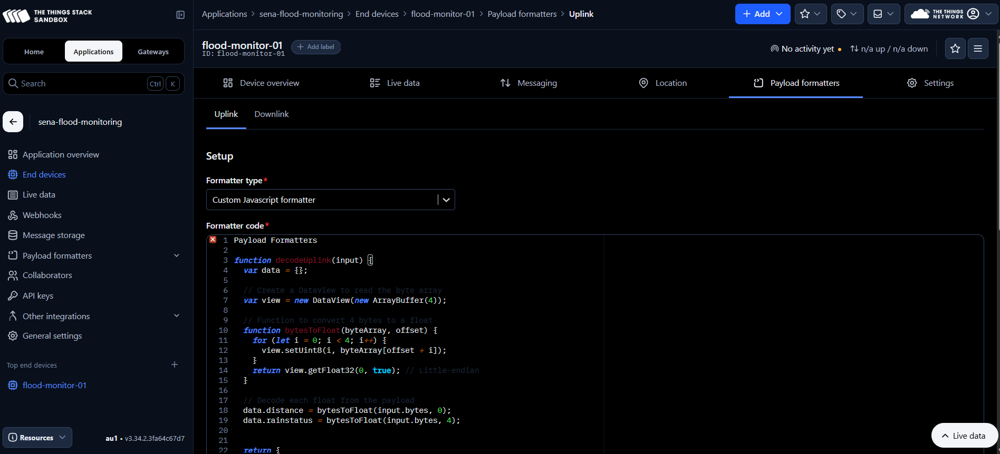 THE THINGS STACK
SANDBOX
Applications > sena-flood-monitoring > End devices > flood-monitor-01 > Payload formatters > Uplink
+ Add
THE THINGS
NETWORK
Home
Applications
Gateways
flood-monitor-01
+ Add label
ID: flood-monitor-01
No activity yet
n/a up / n/a down
Search
Ctrl
K
Device overview
Live data
Messaging
Location
Payload formatters
Settings
sena-flood-monitoring
Uplink
Downlink
Application overview
End devices
Live data
Webhooks
Message storage
Payload formatters
Collaborators
API keys
Other integrations
General settings
Top end devices
flood-monitor-01
Resources
au1 • v3.34.2.3fa64c67d7
Setup
Formatter type*
Custom Javascript formatter
Formatter code*
1 Payload Formatters
2
3 function decodeUplink(input) {
4 var data = {};
5
6 // Create a DataView to read the byte array
7 var view = new DataView(new ArrayBuffer(4));
8
9 // Function to convert 4 bytes to a float
10 function bytesToFloat(byteArray, offset) {
11 for (let i = 0; i < 4; i++) {
12 view.setUint8(i, byteArray[offset + i]);
13 }
14 return view.getFloat32(0, true); // Little-endian
15 }
16
17 // Decode each float from the payload
18 data.distance = bytesToFloat(input.bytes, 0);
19 data.rainstatus = bytesToFloat(input.bytes, 4);
20
21
22 return {
Live data